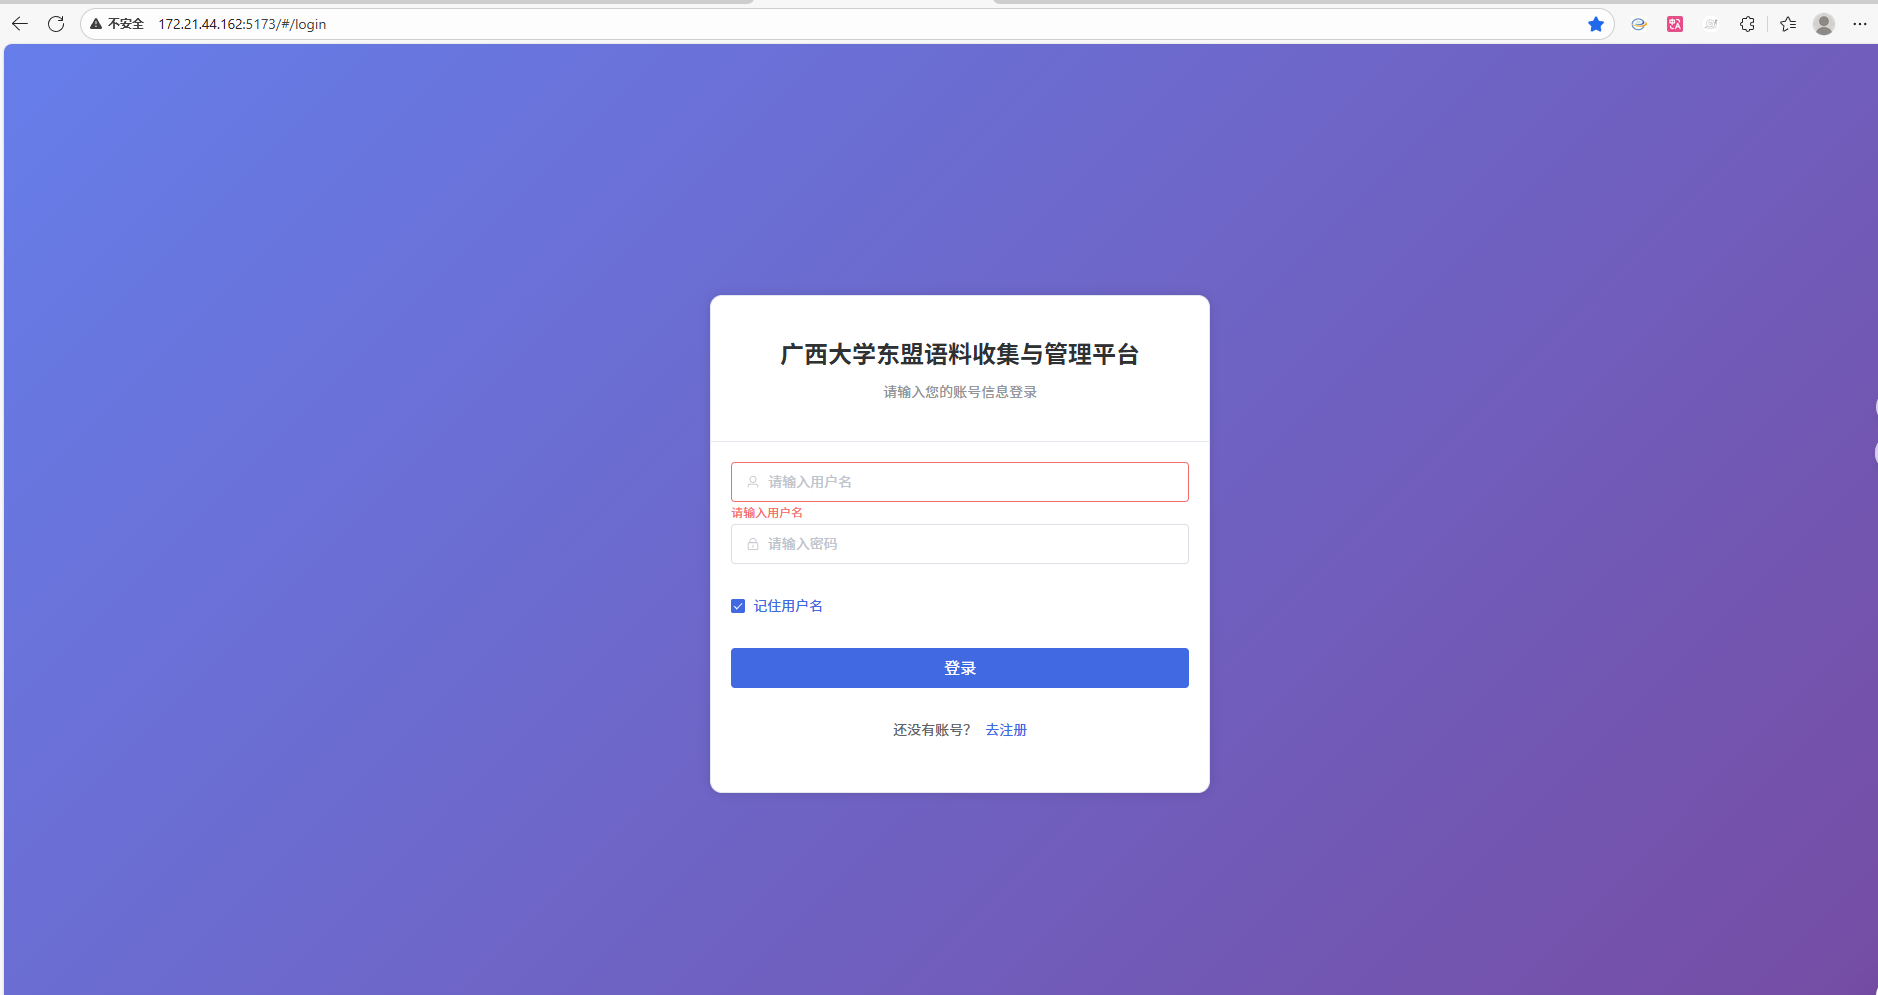 不安全 172.21.44.162:5173/#/login
广西大学东盟语料收集与管理平台
请输入您的账号信息登录
请输入用户名
请输入用户名
请输入密码
记住用户名
登录
还没有账号? 去注册